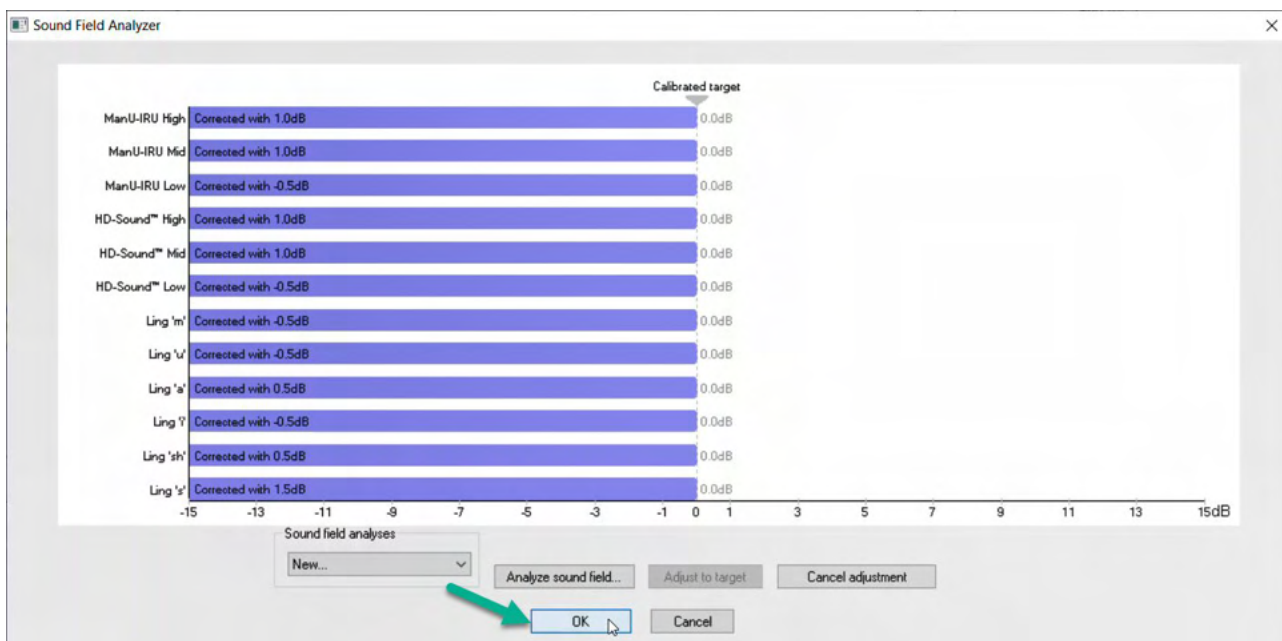 Sound Field Analyzer
Calibrated target
ManU-IRU High Corrected with 1.0dB 0.0dB
ManU-IRU Mid Corrected with 1.0dB 0.0dB
ManU-IRU Low Corrected with -0.5dB 0.0dB
HD-Sound™ High Corrected with 1.0dB 0.0dB
HD-Sound™ Mid Corrected with 1.0dB 0.0dB
HD-Sound™ Low Corrected with -0.5dB 0.0dB
Ling 'm' Corrected with -0.5dB 0.0dB
Ling 'u' Corrected with -0.5dB 0.0dB
Ling 'a' Corrected with 0.5dB 0.0dB
Ling 'i' Corrected with -0.5dB 0.0dB
Ling 'sh' Corrected with 0.5dB 0.0dB
Ling 's' Corrected with 1.5dB 0.0dB
-15 -13 -11 -9 -7 -5 -3 -1 0 1 3 5 7 9 11 13 15dB
Sound field analyses
New... Analyze sound field... Adjust to target Cancel adjustment
OK Cancel